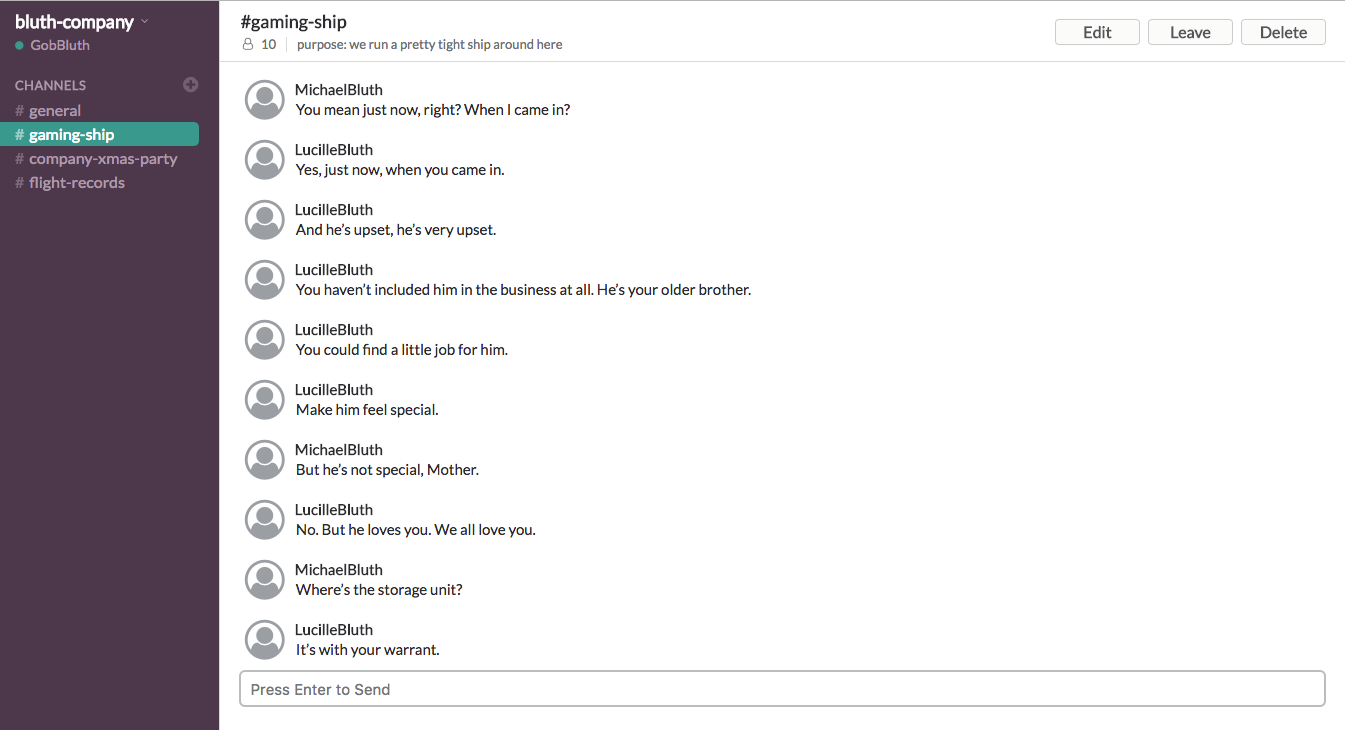 bluth-company
GobBluth
CHANNELS
# general
# gaming-ship
# company-xmas-party
# flight-records
#gaming-ship
10 purpose: we run a pretty tight ship around here
Edit Leave Delete
MichaelBluth
You mean just now, right? When I came in?
LucilleBluth
Yes, just now, when you came in.
LucilleBluth
And he’s upset, he’s very upset.
LucilleBluth
You haven’t included him in the business at all. He’s your older brother.
LucilleBluth
You could find a little job for him.
LucilleBluth
Make him feel special.
MichaelBluth
But he’s not special, Mother.
LucilleBluth
No. But he loves you. We all love you.
MichaelBluth
Where’s the storage unit?
LucilleBluth
It’s with your warrant.
Press Enter to Send